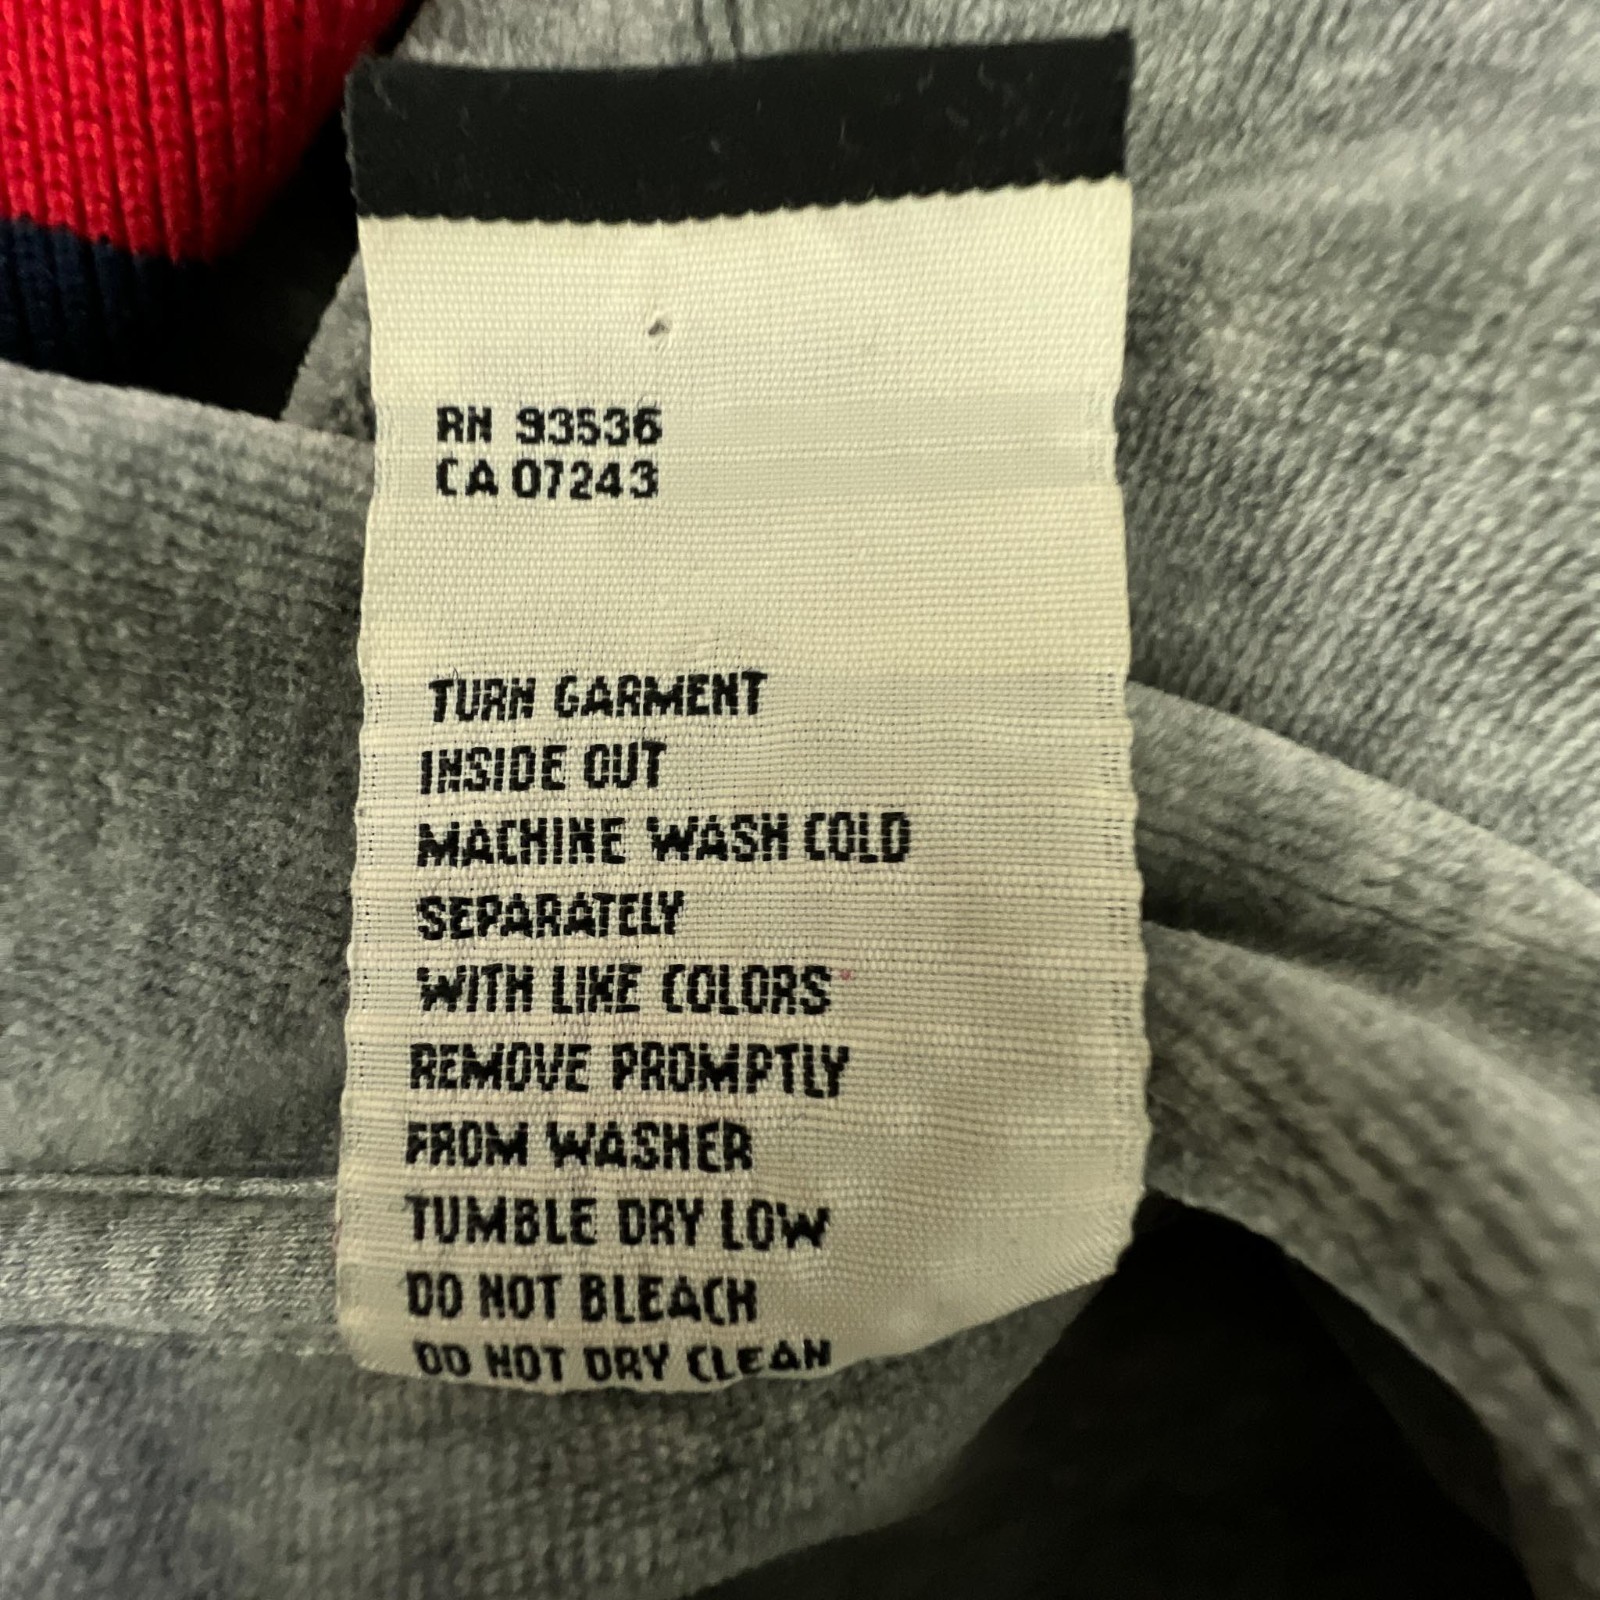 RN 93536
CA 07243
TURN GARMENT
INSIDE OUT
MACHINE WASH COLD
SEPARATELY
WITH LIKE COLORS
REMOVE PROMPTLY
FROM WASHER
TUMBLE DRY LOW
DO NOT BLEACH
DO NOT DRY CLEAN